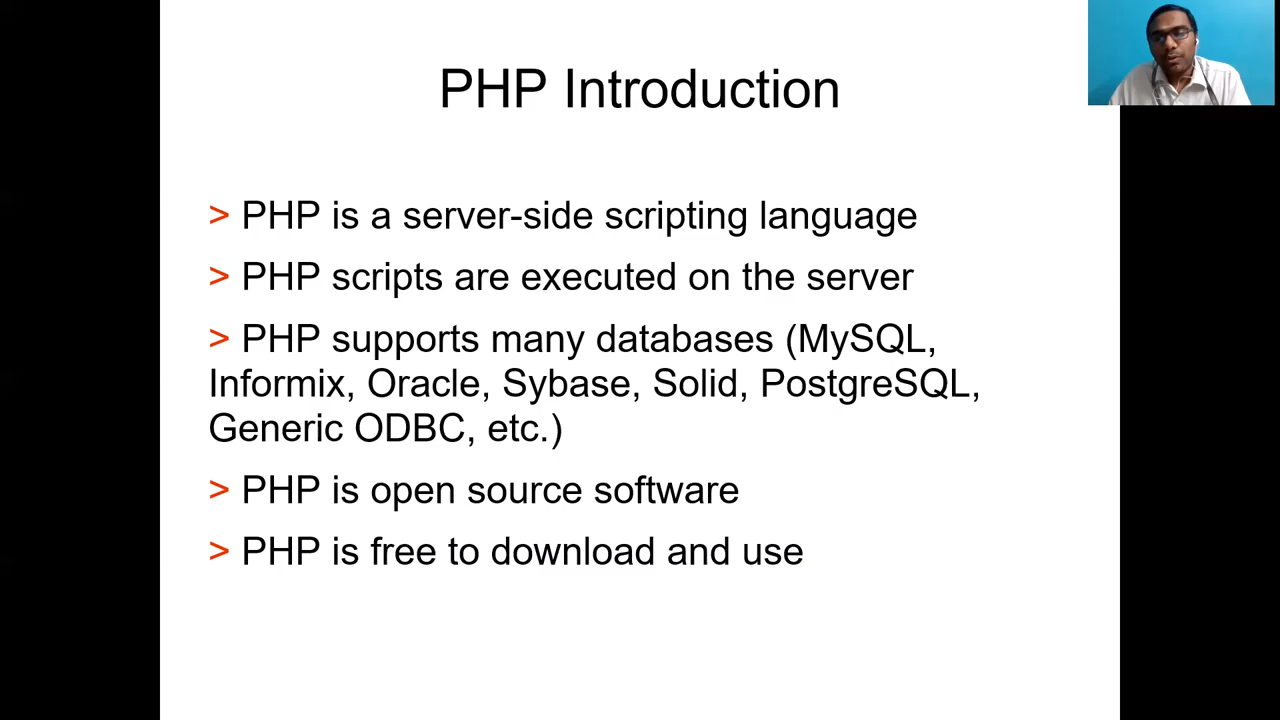 PHP Introduction
> PHP is a server-side scripting language
> PHP scripts are executed on the server
> PHP supports many databases (MySQL,
Informix, Oracle, Sybase, Solid, PostgreSQL,
Generic ODBC, etc.)
> PHP is open source software
> PHP is free to download and use